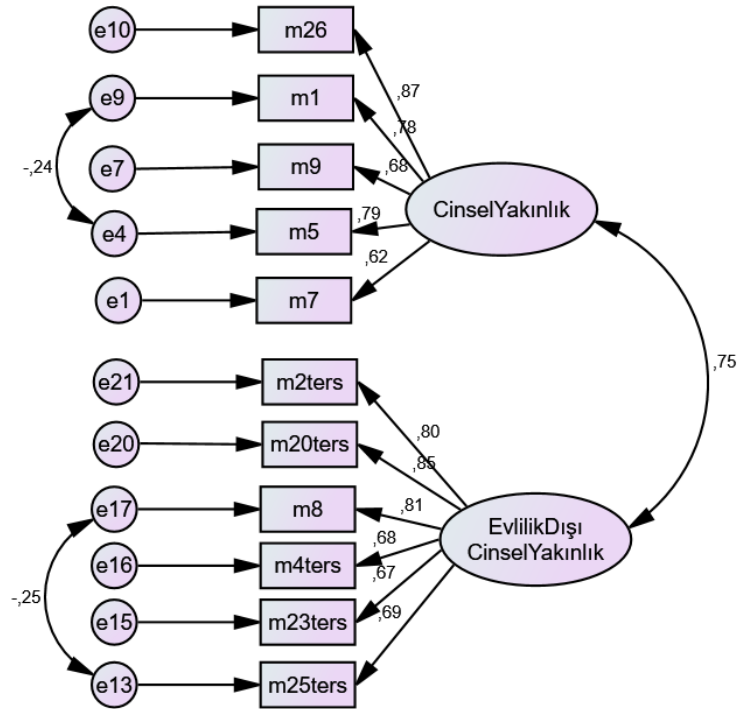 e10
m26
,87
e9
m1
,78
-,24
e7
m9
,68
CinselYakınlık
e4
m5
,79
,62
e1
m7
,75
e21
m2ters
,80
e20
m20ters
,85
e17
m8
,81
EvlilikDışı
CinselYakınlık
,68
e16
m4ters
,67
-,25
e15
m23ters
,69
e13
m25ters